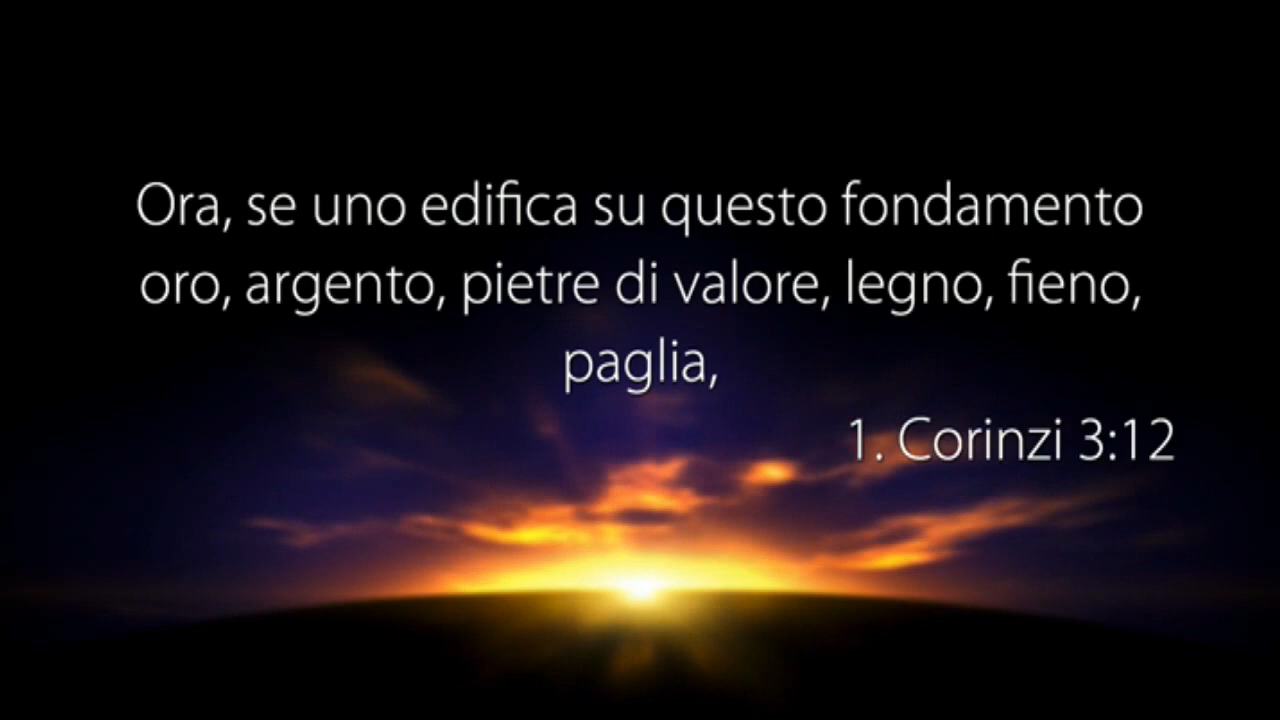 Ora, se uno edifica su questo fondamento
oro, argento, pietre di valore, legno, fieno,
paglia,
1. Corinzi 3:12